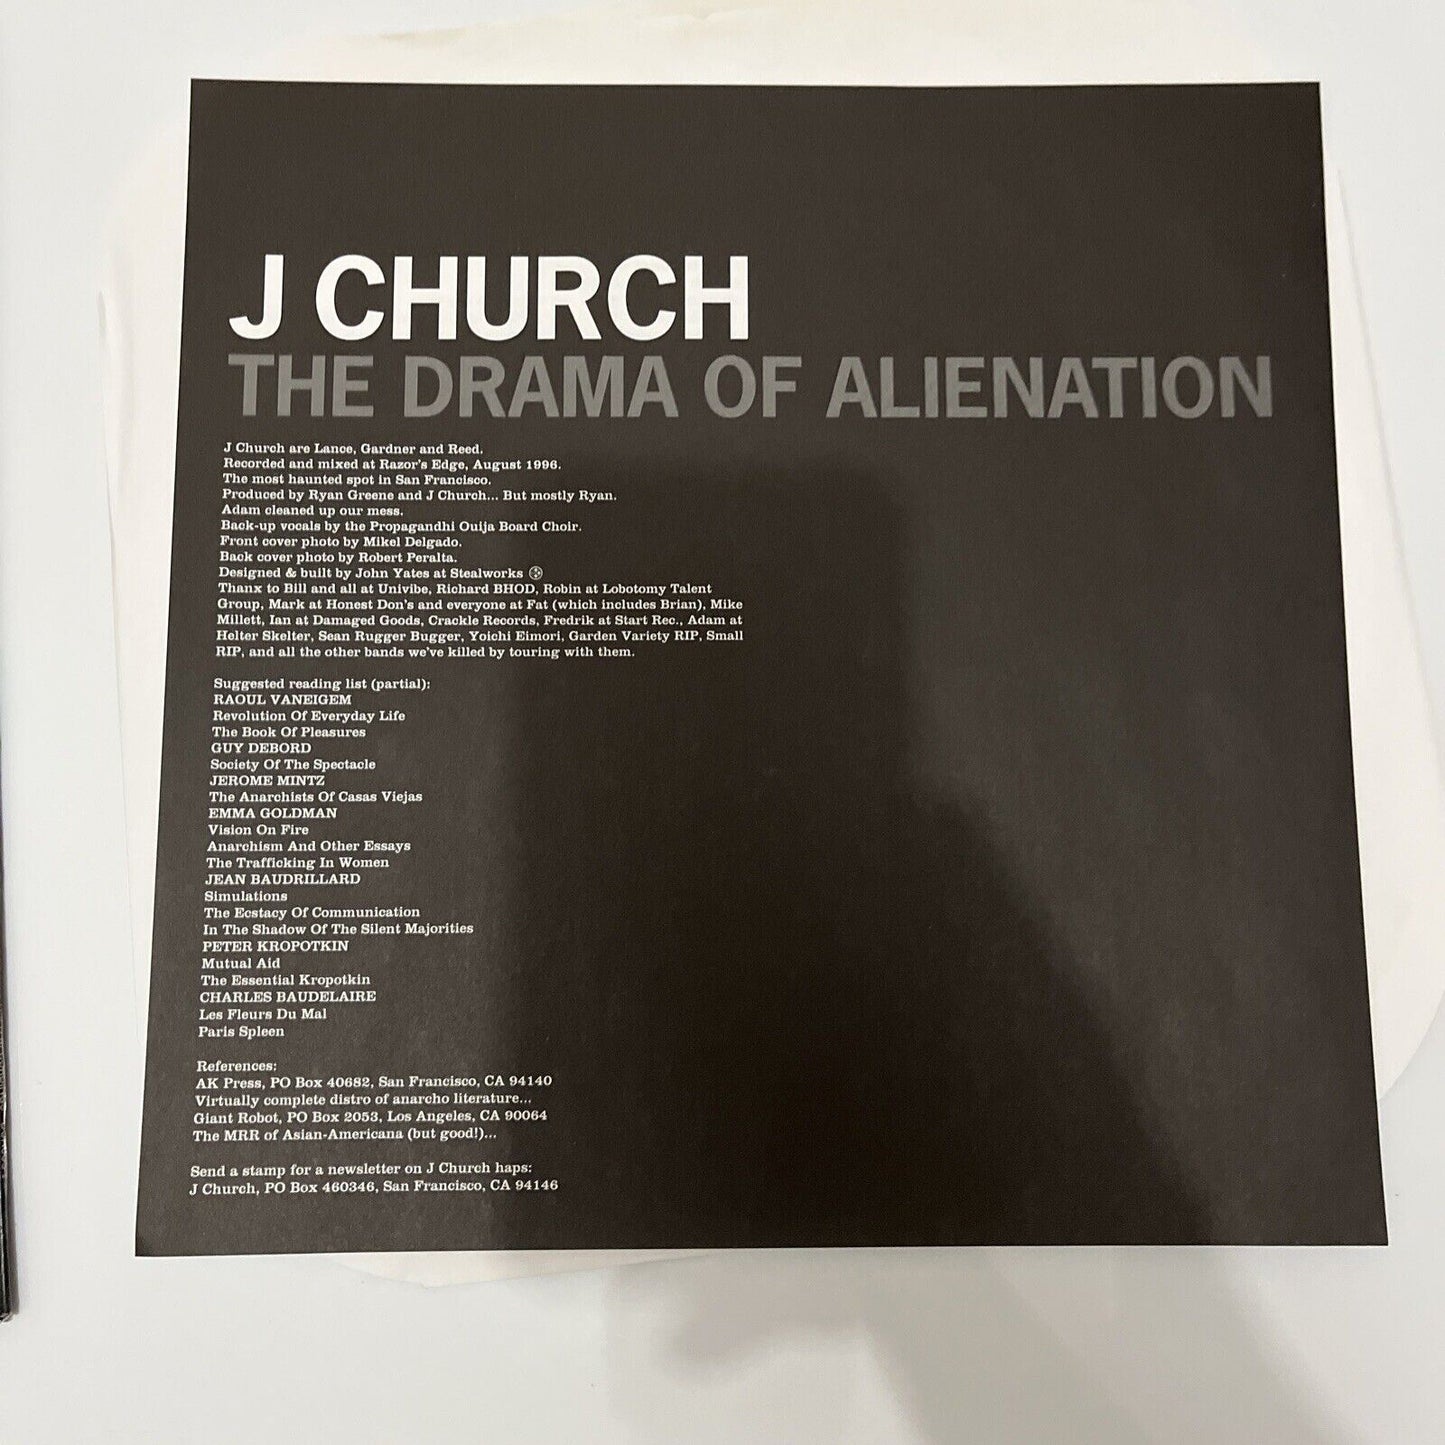 J CHURCH
THE DRAMA OF ALIENATION
J Church are Lance, Gardner and Reed.
Recorded and mixed at Razor's Edge, August 1996.
The most haunted spot in San Francisco.
Produced by Ryan Greene and J Church... But mostly Ryan.
Adam cleaned up our mess.
Back-up vocals by the Propagandhi Ouija Board Choir.
Front cover photo by Mikel Delgado.
Back cover photo by Robert Peralta.
Designed & built by John Yates at Stealworks
Thanx to Bill and all at Univibe, Richard BHOD, Robin at Lobotomy Talent
Group, Mark at Honest Don's and everyone at Fat (which includes Brian), Mike
Millett, Ian at Damaged Goods, Crackle Records, Fredrik at Start Rec., Adam at
Helter Skelter, Sean Rugger Bugger, Yoichi Eimori, Garden Variety RIP, Small
RIP, and all the other bands we've killed by touring with them.
Suggested reading list (partial):
RAOUL VANEIGEM
Revolution Of Everyday Life
The Book Of Pleasures
GUY DEBORD
Society Of The Spectacle
JEROME MINTZ
The Anarchists Of Casas Viejas
EMMA GOLDMAN
Vision On Fire
Anarchism And Other Essays
The Trafficking In Women
JEAN BAUDRILLARD
Simulations
The Ecstacy Of Communication
In The Shadow Of The Silent Majorities
PETER KROPOTKIN
Mutual Aid
The Essential Kropotkin
CHARLES BAUDELAIRE
Les Fleurs Du Mal
Paris Spleen
References:
AK Press, PO Box 40682, San Francisco, CA 94140
Virtually complete distro of anarcho literature...
Giant Robot, PO Box 2053, Los Angeles, CA 90064
The MRR of Asian-Americana (but good!)...
Send a stamp for a newsletter on J Church haps:
J Church, PO Box 460346, San Francisco, CA 94146